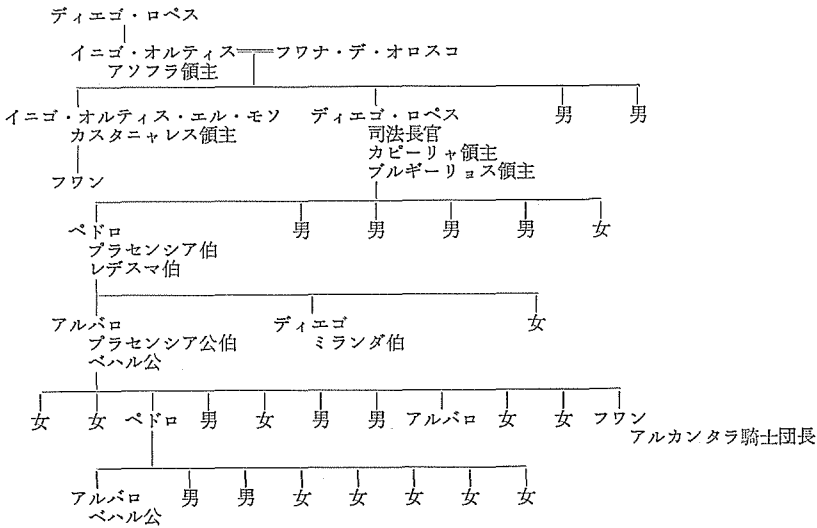 ディエゴ・ロペス
イニゴ・オルティス フワナ・デ・オロスコ
アソフラ領主
イニゴ・オルティス・エル・モソ ディエゴ・ロペス 男 男
カスタニャレス領主 司法長官
カピーリャ領主
ブルギーリョス領主
フワン
ペドロ 男 男 男 男 女
プラセンシア伯
レデスマ伯
アルバロ ディエゴ 女
プラセンシア公伯 ミランダ伯
ベハル公
女 女 ペドロ 男 女 男 男 アルバロ 女 女 フワン
アルカンタラ騎士団長
アルバロ 男 男 女 女 女 女 女
ベハル公